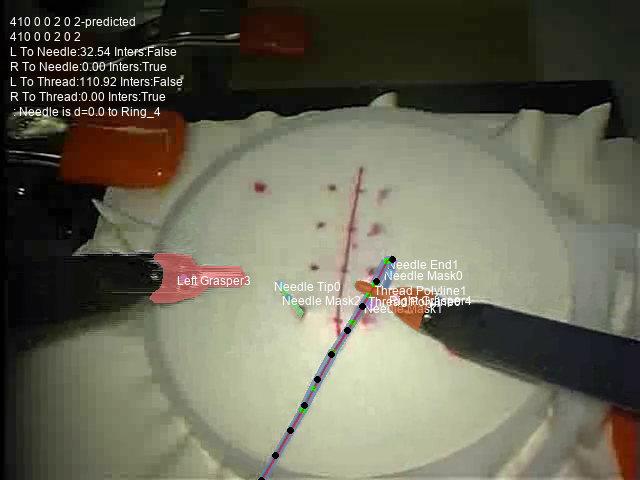 410 0 0 2 0 2-predicted
410 0 0 2 0 2
L To Needle:32.54 Inters:False
R To Needle:0.00 Inters:True
L To Thread:110.92 Inters:False
R To Thread:0.00 Inters:True
: Needle is d=0.0 to Ring_4
Needle End1
Needle Mask0
Left Grasper3
Needle Tip0
Thread Polyline1
Needle Mask2
Needle Mask1